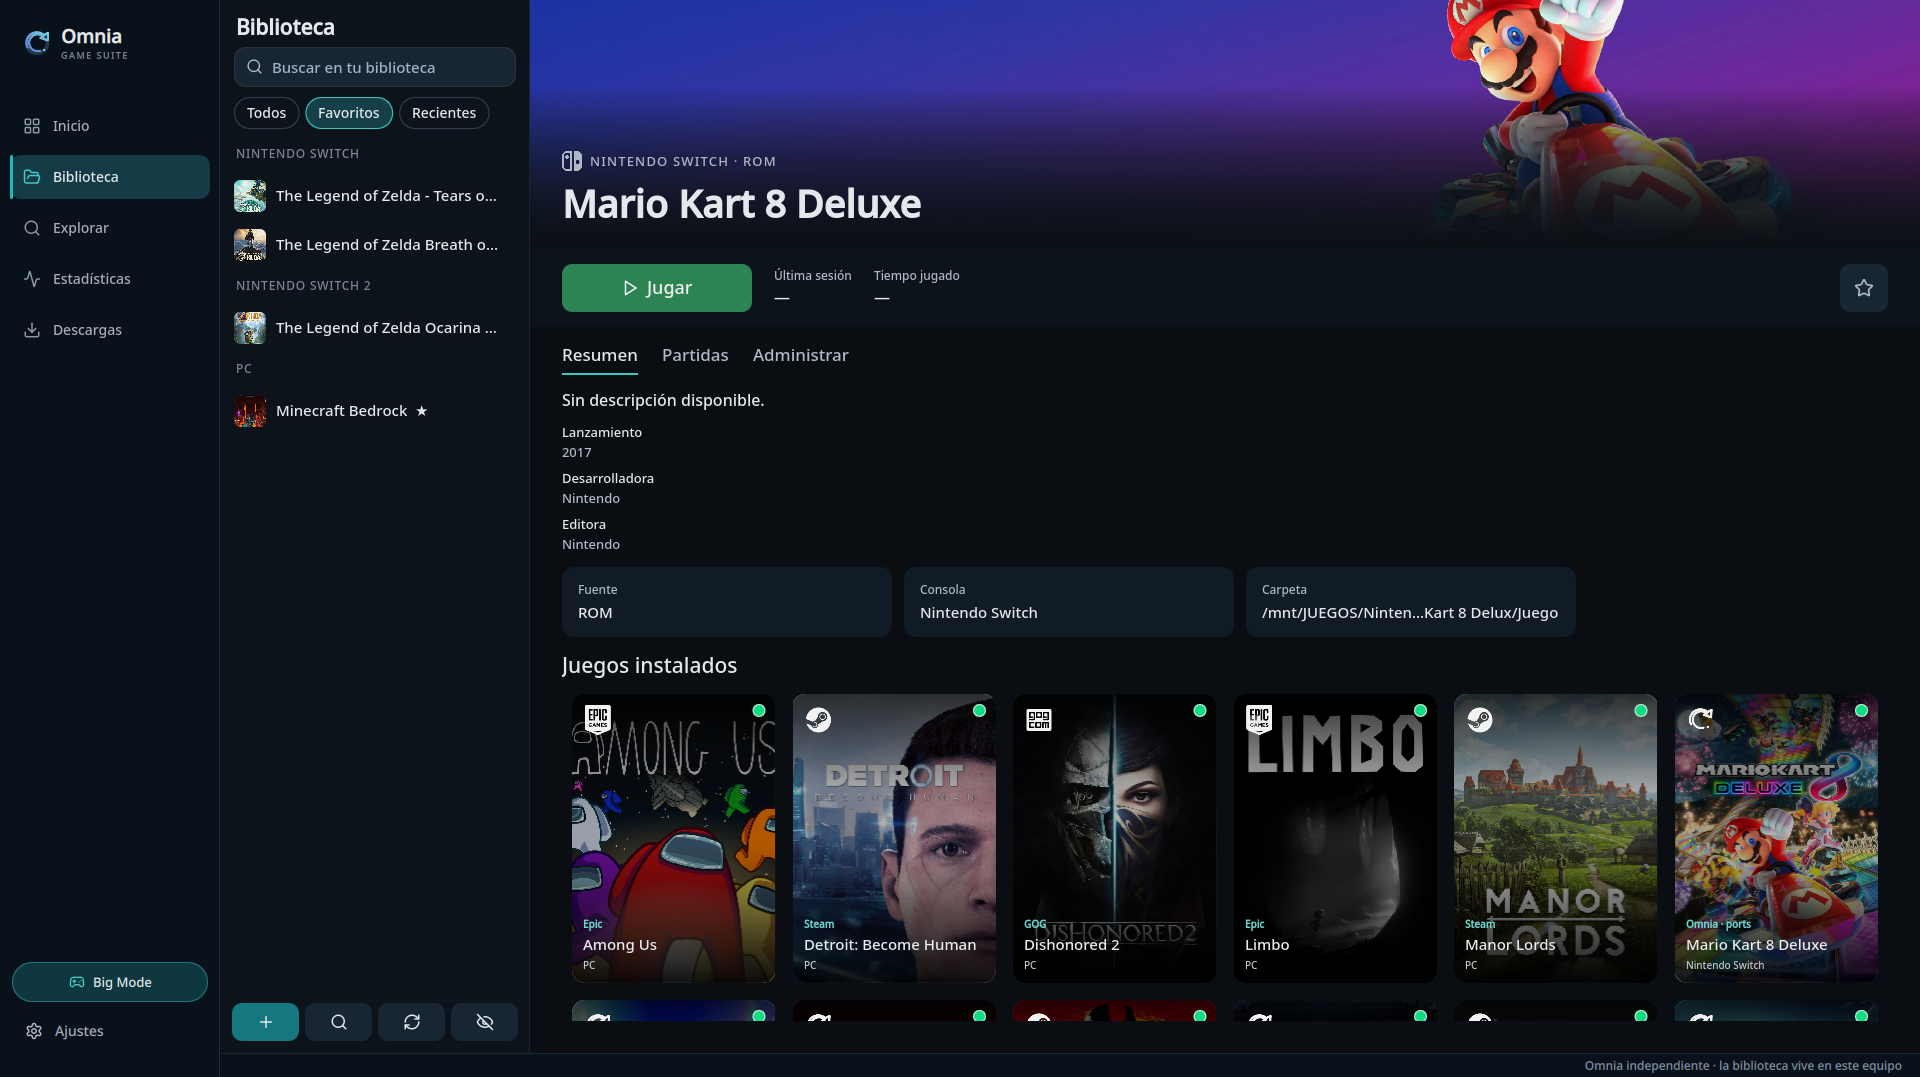 Omnia
GAME SUITE
Inicio
Biblioteca
Explorar
Estadísticas
Descargas
Big Mode
Ajustes
Biblioteca
Buscar en tu biblioteca
Todos
Favoritos
Recientes
NINTENDO SWITCH
The Legend of Zelda - Tears o...
The Legend of Zelda Breath o...
NINTENDO SWITCH 2
The Legend of Zelda Ocarina ...
PC
Minecraft Bedrock ★
NINTENDO SWITCH · ROM
Mario Kart 8 Deluxe
Jugar
Última sesión
—
Tiempo jugado
—
Resumen
Partidas
Administrar
Sin descripción disponible.
Lanzamiento
2017
Desarrolladora
Nintendo
Editora
Nintendo
Fuente
ROM
Consola
Nintendo Switch
Carpeta
/mnt/JUEGOS/Ninten...Kart 8 Delux/Juego
Juegos instalados
EPIC
GAMES
AMONG US
Epic
Among Us
PC
DETROIT
BECOME HUMAN
Steam
Detroit: Become Human
PC
GOG
COM
DISHONORED 2
GOG
Dishonored 2
PC
EPIC
GAMES
LIMBO
Epic
Limbo
PC
MANOR
LORDS
Steam
Manor Lords
PC
MARIOKART 8
DELUXE
Omnia · ports
Mario Kart 8 Deluxe
Nintendo Switch
Omnia independiente · la biblioteca vive en este equipo